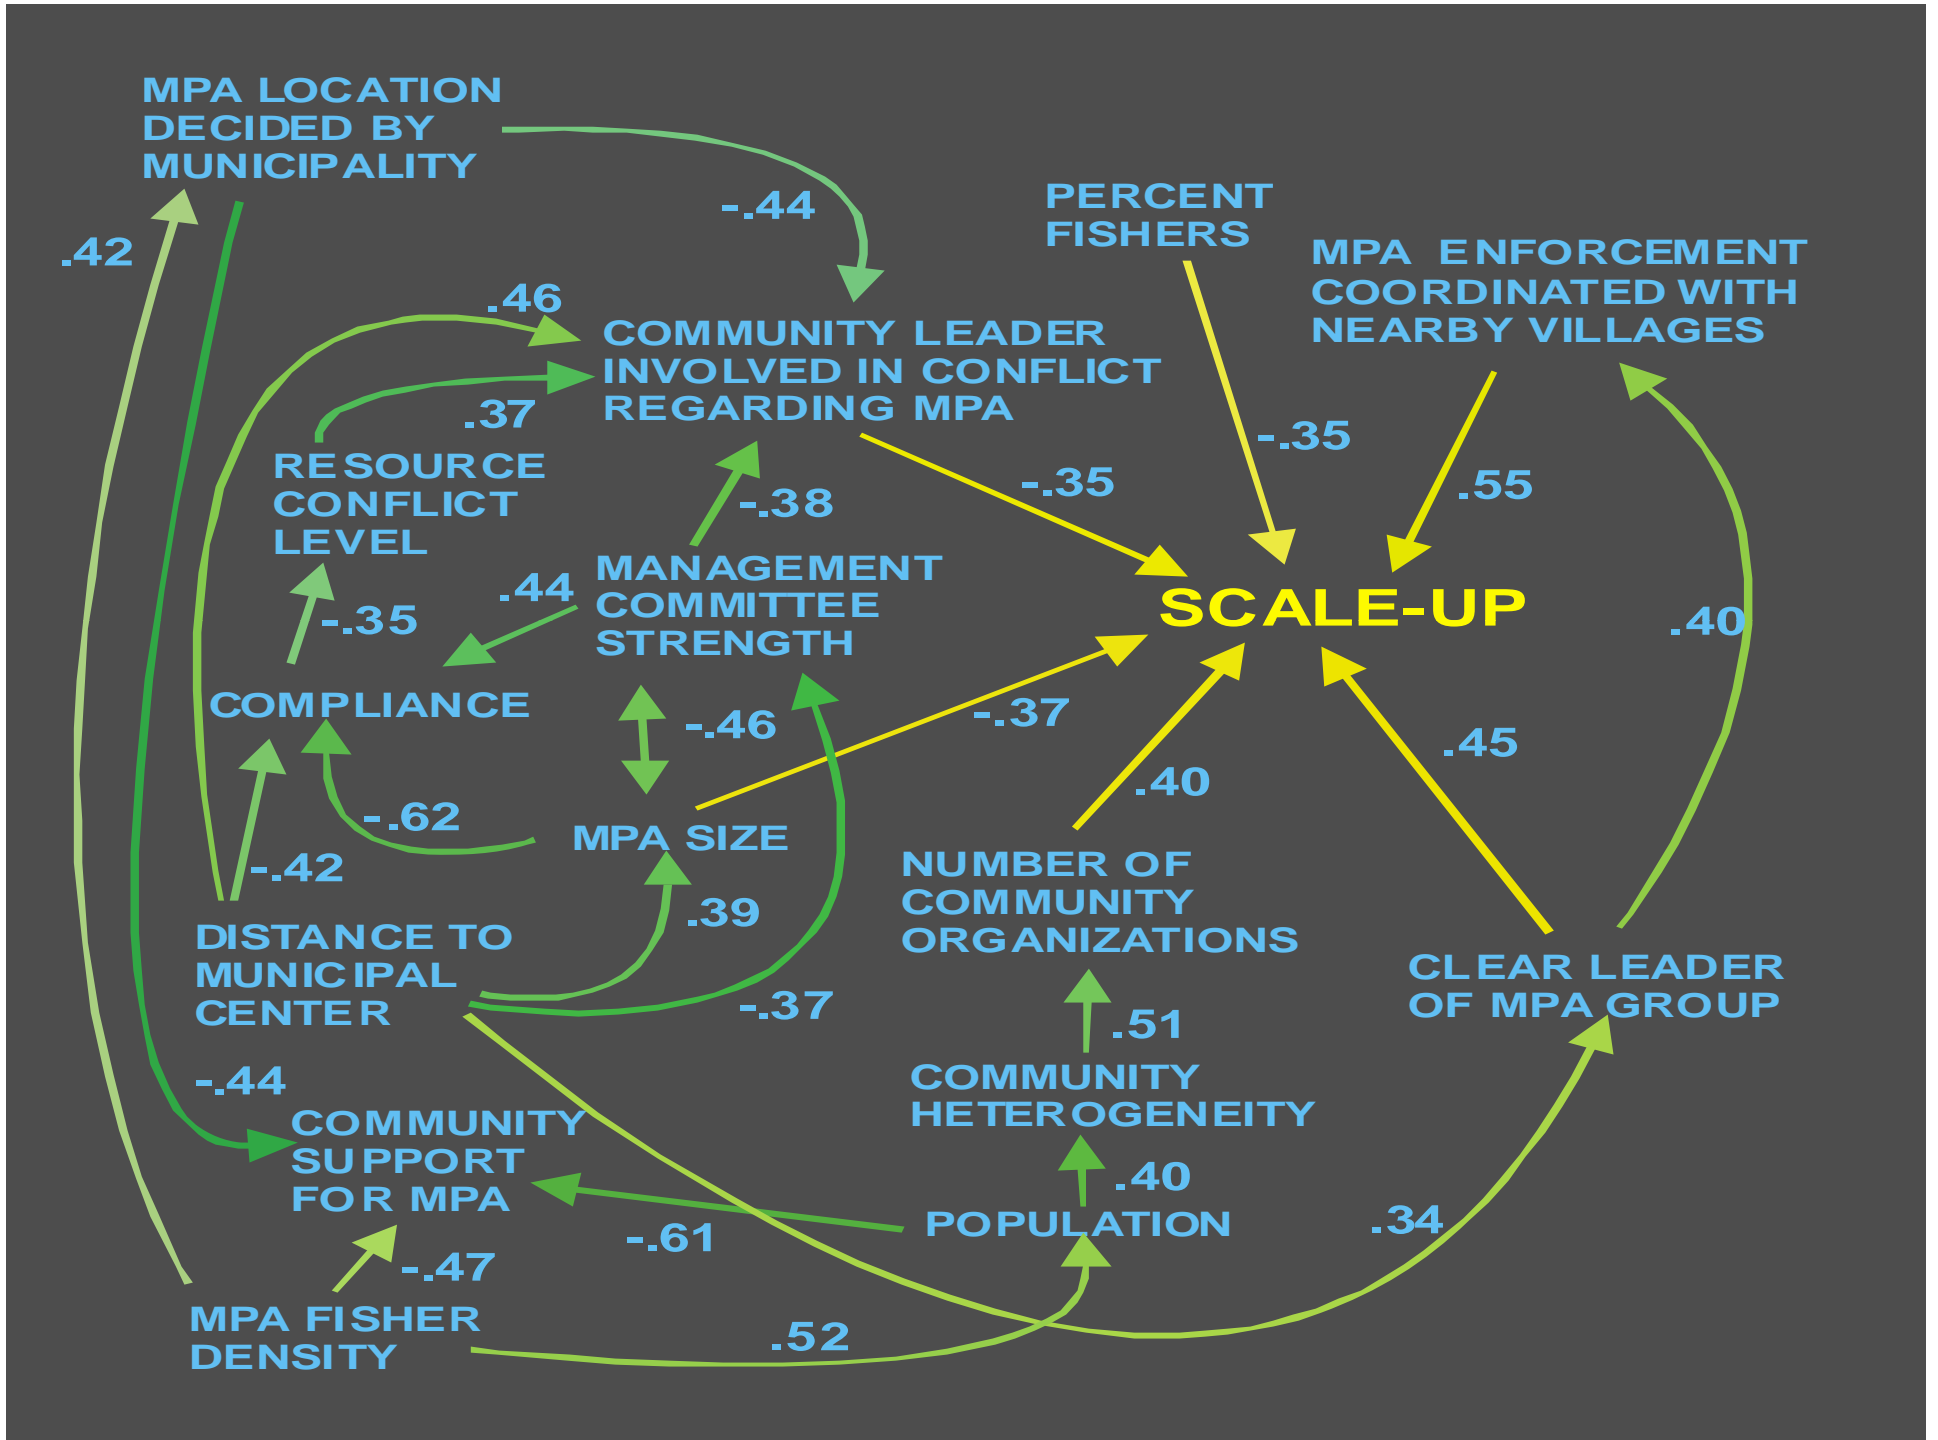 MPA LOCATION
DECIDED BY
MUNICIPALITY
-.44
PERCENT
FISHERS
.42
MPA ENFORCEMENT
COORDINATED WITH
NEARBY VILLAGES
.46
COMMUNITY LEADER
INVOLVED IN CONFLICT
REGARDING MPA
.37
-.35
RESOURCE
CONFLICT
LEVEL
-.38
-.35
.55
MANAGEMENT
COMMITTEE
STRENGTH
.44
-.35
SCALE-UP
.40
COMPLIANCE
-.46
-.37
.45
.40
-.62
MPA SIZE
-.42
.39
NUMBER OF
COMMUNITY
ORGANIZATIONS
DISTANCE TO
MUNICIPAL
CENTER
-.37
CLEAR LEADER
OF MPA GROUP
.51
-.44
COMMUNITY
HETEROGENEITY
COMMUNITY
SUPPORT
FOR MPA
.40
-.61
POPULATION
.34
-.47
MPA FISHER
DENSITY
.52